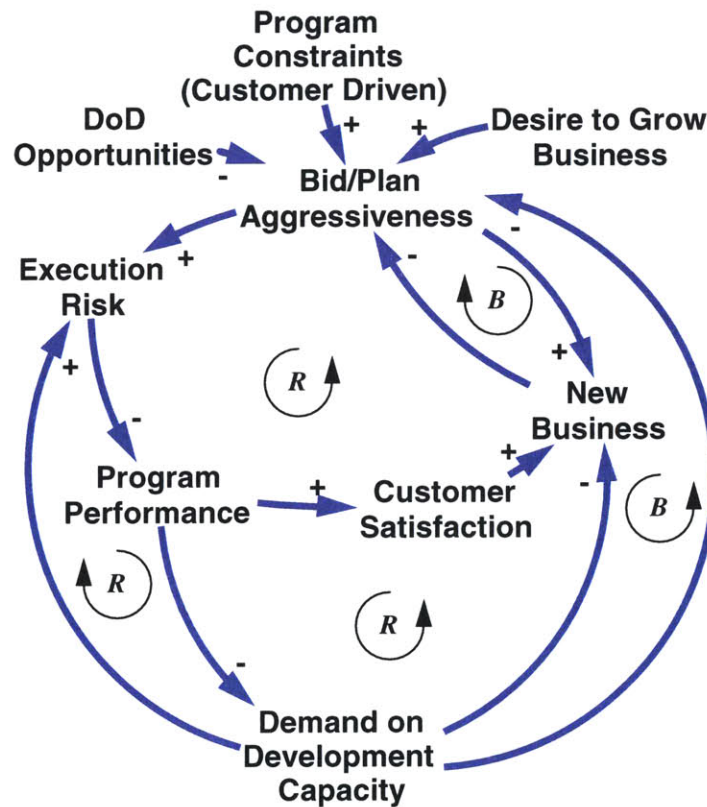 Program
Constraints
(Customer Driven)
DoD
Opportunities
Desire to Grow
Business
+
+
-
Bid/Plan
Aggressiveness
-
-
+
Execution
Risk
B
+
R
+
-
New
Business
Program
Performance
+
Customer
Satisfaction
+
-
B
R
R
-
Demand on
Development
Capacity